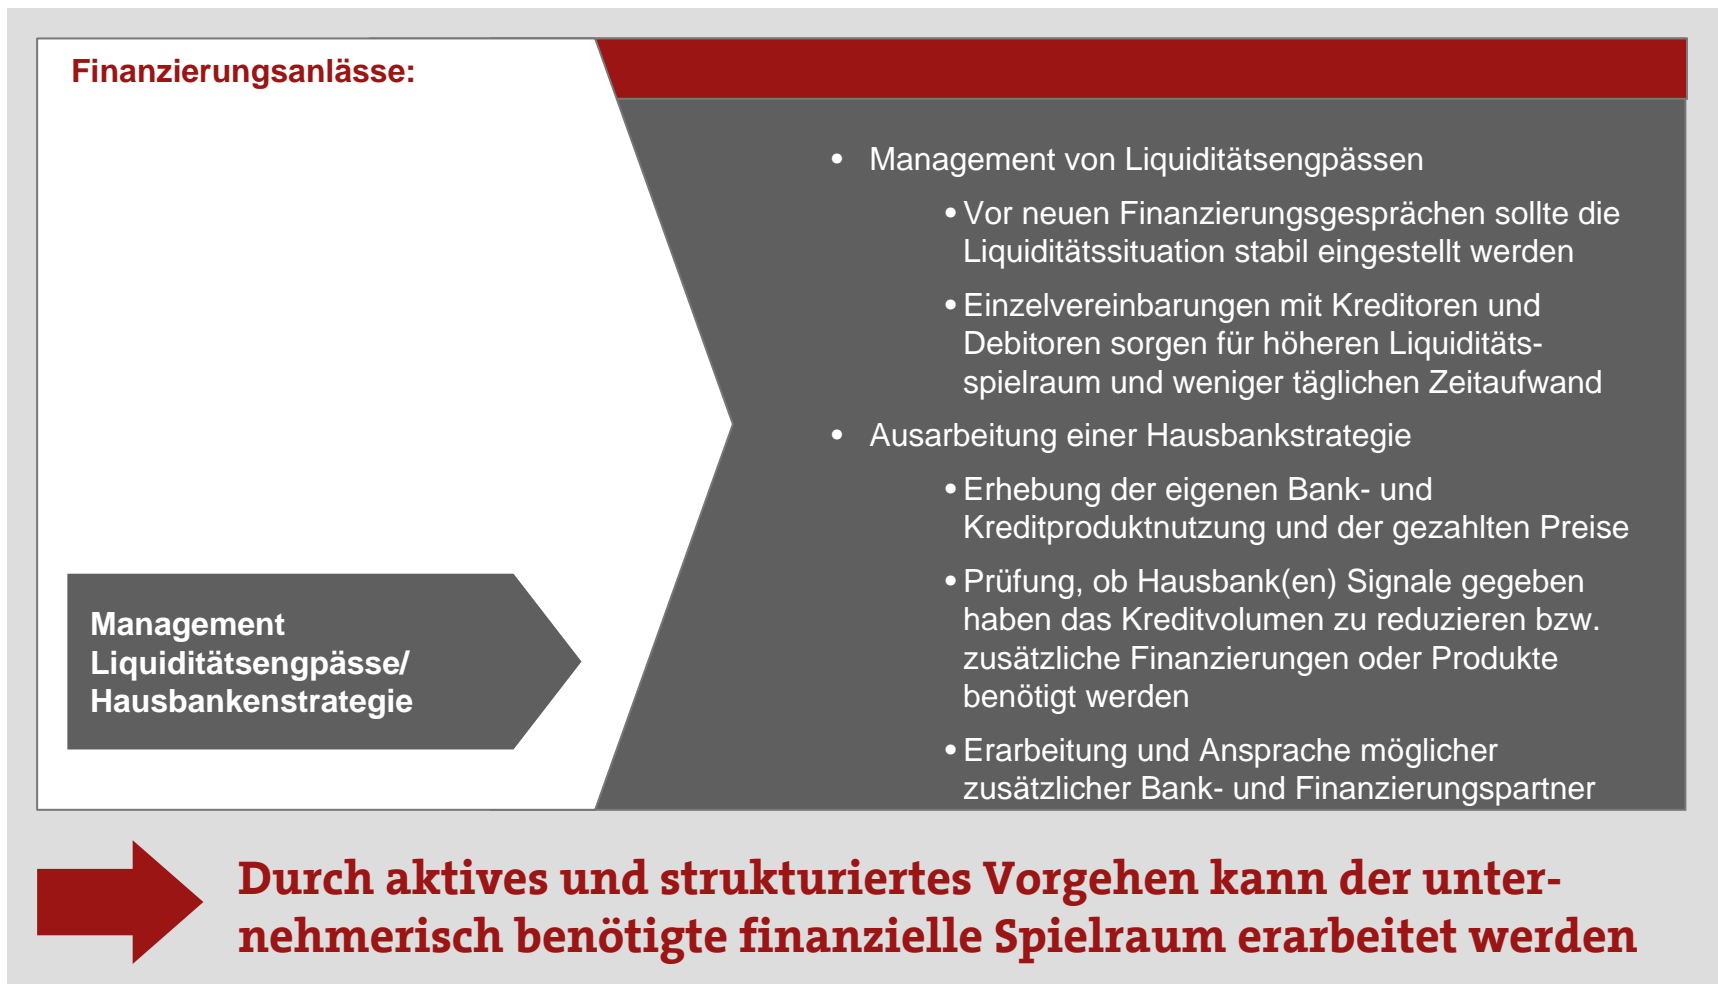 Finanzierungsanlässe:
• Management von Liquiditätsengpässen
• Vor neuen Finanzierungsgesprächen sollte die
Liquiditätssituation stabil eingestellt werden
• Einzelvereinbarungen mit Kreditoren und
Debitoren sorgen für höheren Liquiditäts-
spielraum und weniger täglichen Zeitaufwand
• Ausarbeitung einer Hausbankstrategie
• Erhebung der eigenen Bank- und
Kreditproduktnutzung und der gezahlten Preise
• Prüfung, ob Hausbank(en) Signale gegeben
haben das Kreditvolumen zu reduzieren bzw.
zusätzliche Finanzierungen oder Produkte
benötigt werden
• Erarbeitung und Ansprache möglicher
zusätzlicher Bank- und Finanzierungspartner
Management
Liquiditätsengpässe/
Hausbankenstrategie
Durch aktives und strukturiertes Vorgehen kann der unter-
nehmerisch benötigte finanzielle Spielraum erarbeitet werden